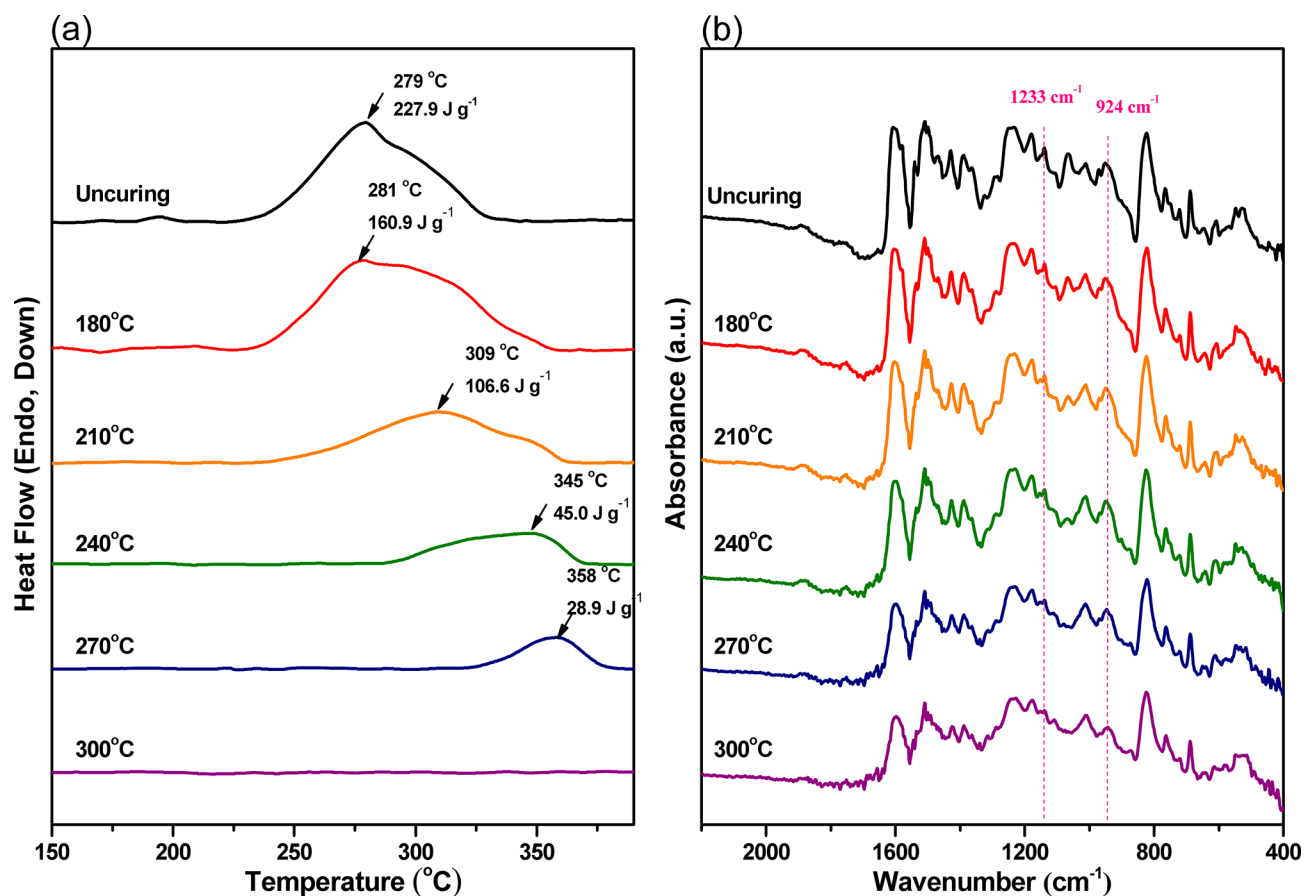 (a)
279 °C
227.9 J g⁻¹
Uncuring
281 °C
160.9 J g⁻¹
180°C
309 °C
106.6 J g⁻¹
210°C
345 °C
45.0 J g⁻¹
240°C
358 °C
28.9 J g⁻¹
270°C
300°C
Heat Flow (Endo, Down)
150 200 250 300 350
Temperature (°C)
(b)
1233 cm⁻¹
924 cm⁻¹
Uncuring
180°C
210°C
240°C
270°C
300°C
Absorbance (a.u.)
2000 1600 1200 800 400
Wavenumber (cm⁻¹)